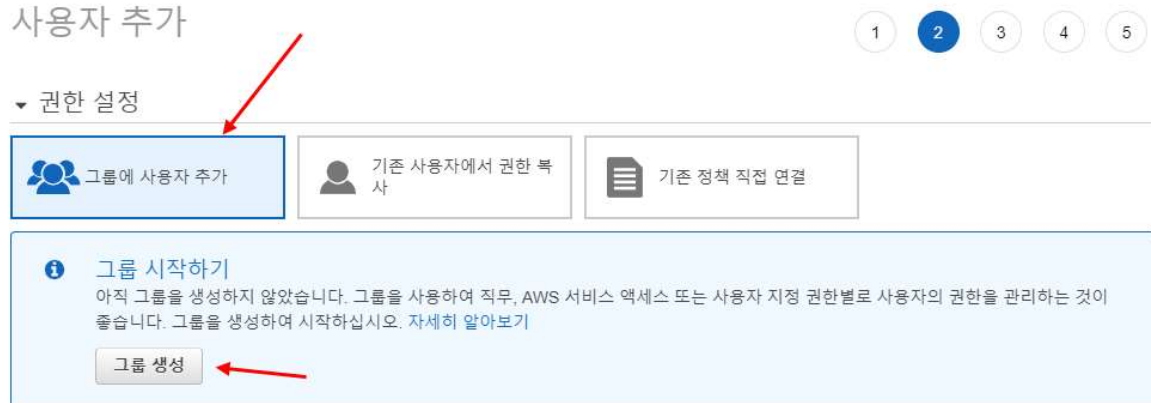 사용자 추가
1 2 3 4 5
권한 설정
그룹에 사용자 추가
기존 사용자에서 권한 복
사
기존 정책 직접 연결
그룹 시작하기
아직 그룹을 생성하지 않았습니다. 그룹을 사용하여 직무, AWS 서비스 액세스 또는 사용자 지정 권한별로 사용자의 권한을 관리하는 것이
좋습니다. 그룹을 생성하여 시작하십시오. 자세히 알아보기
그룹 생성